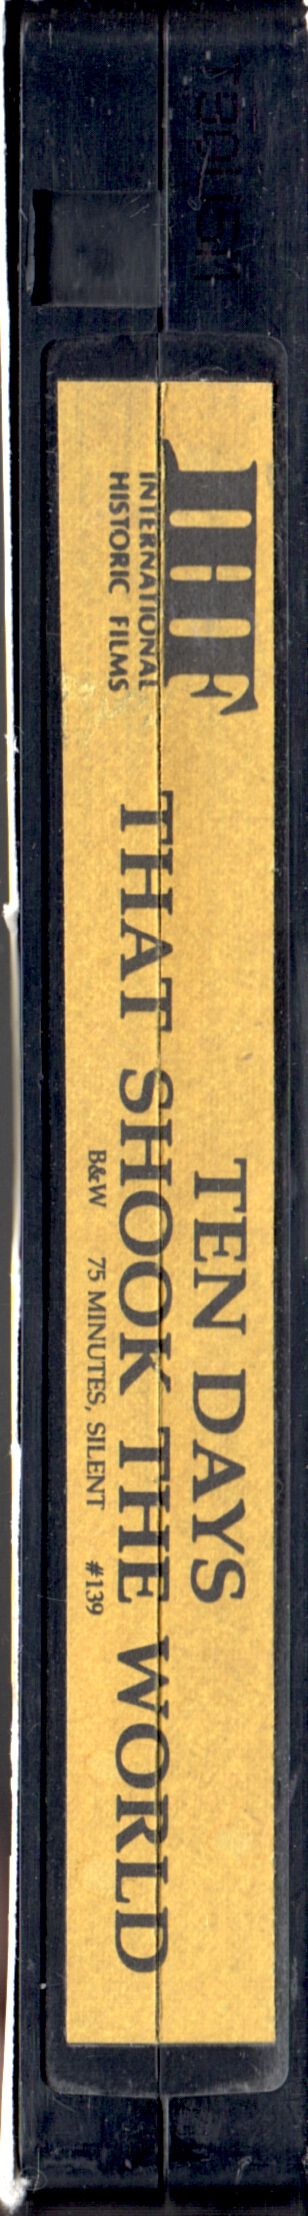 IHF
INTERNATIONAL
HISTORIC FILMS
TEN DAYS
THAT SHOOK THE WORLD
B&W 75 MINUTES, SILENT #139